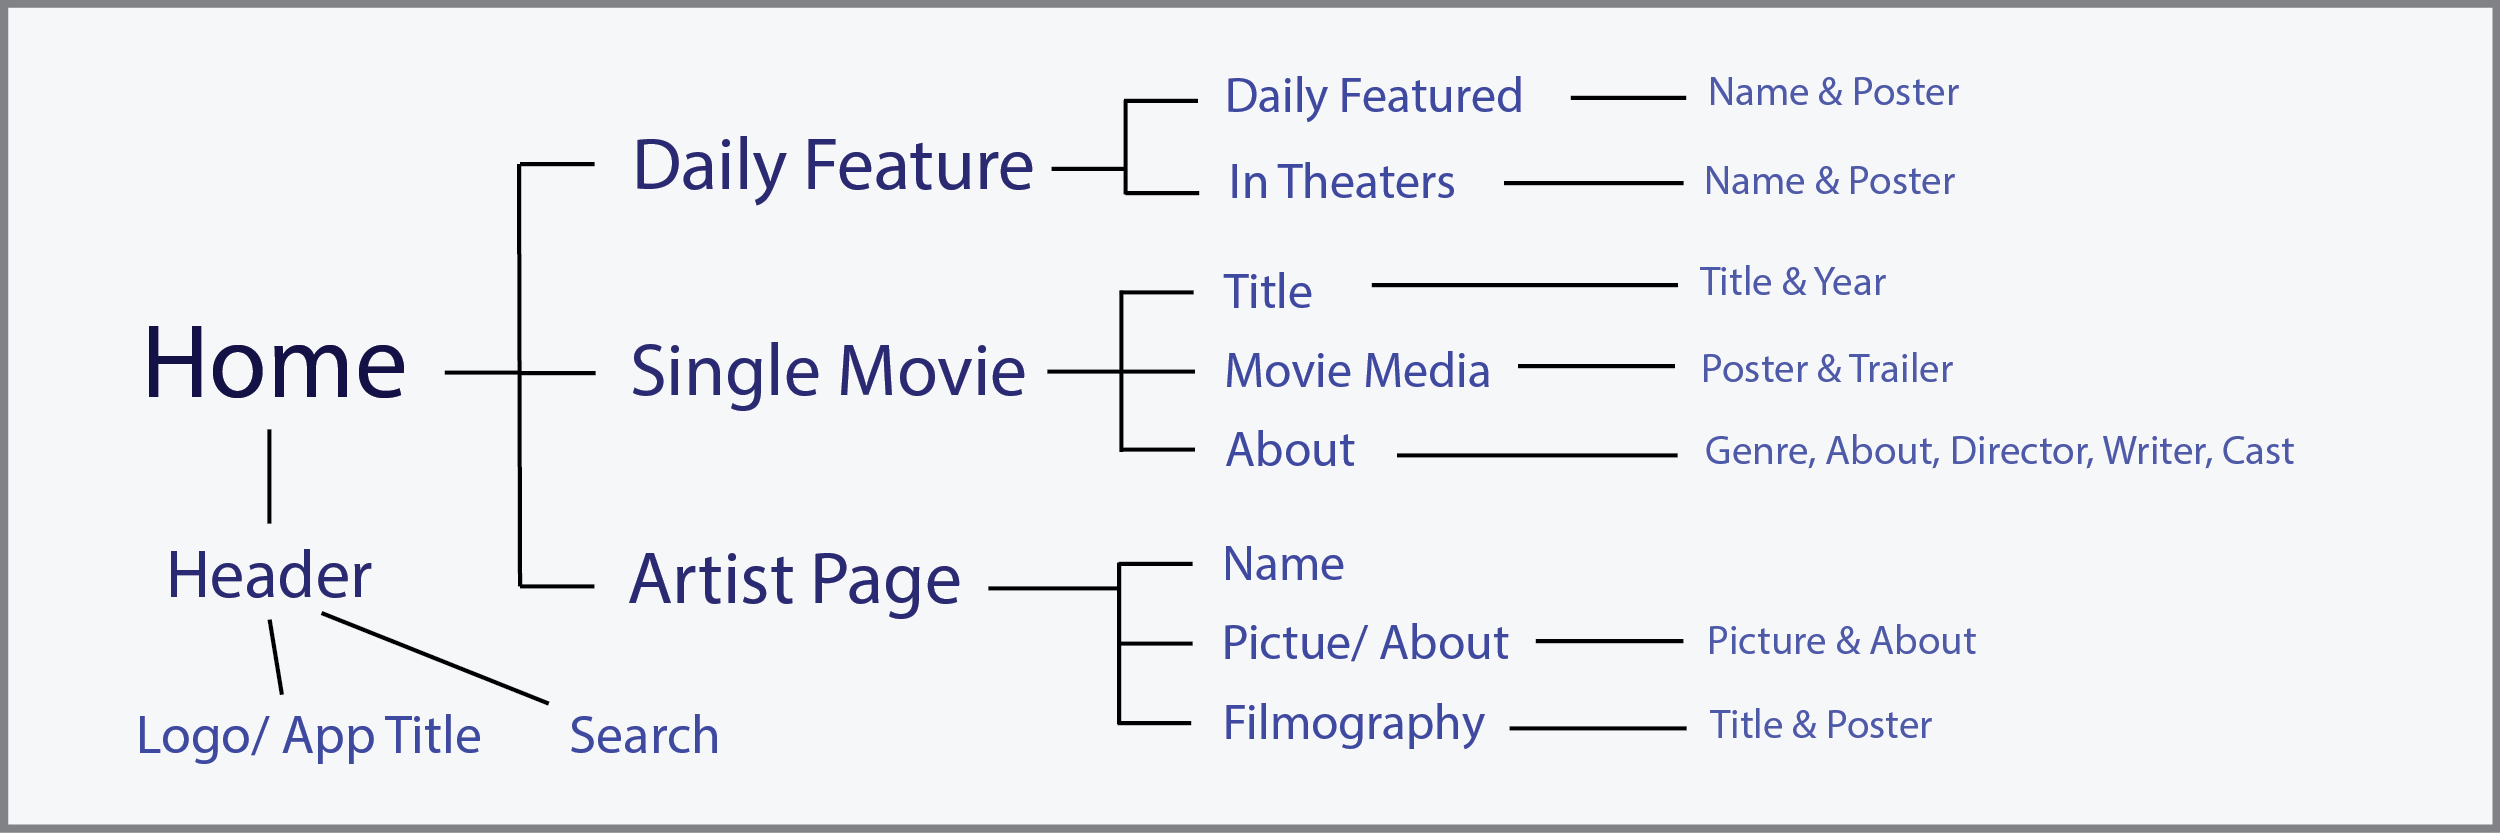 Home
Header
Logo/ App Title
Search
Daily Feature
Daily Featured
Name & Poster
In Theaters
Name & Poster
Single Movie
Title
Title & Year
Movie Media
Poster & Trailer
About
Genre, About, Director, Writer, Cast
Artist Page
Name
Pictue/ About
Picture & About
Filmography
Title & Poster